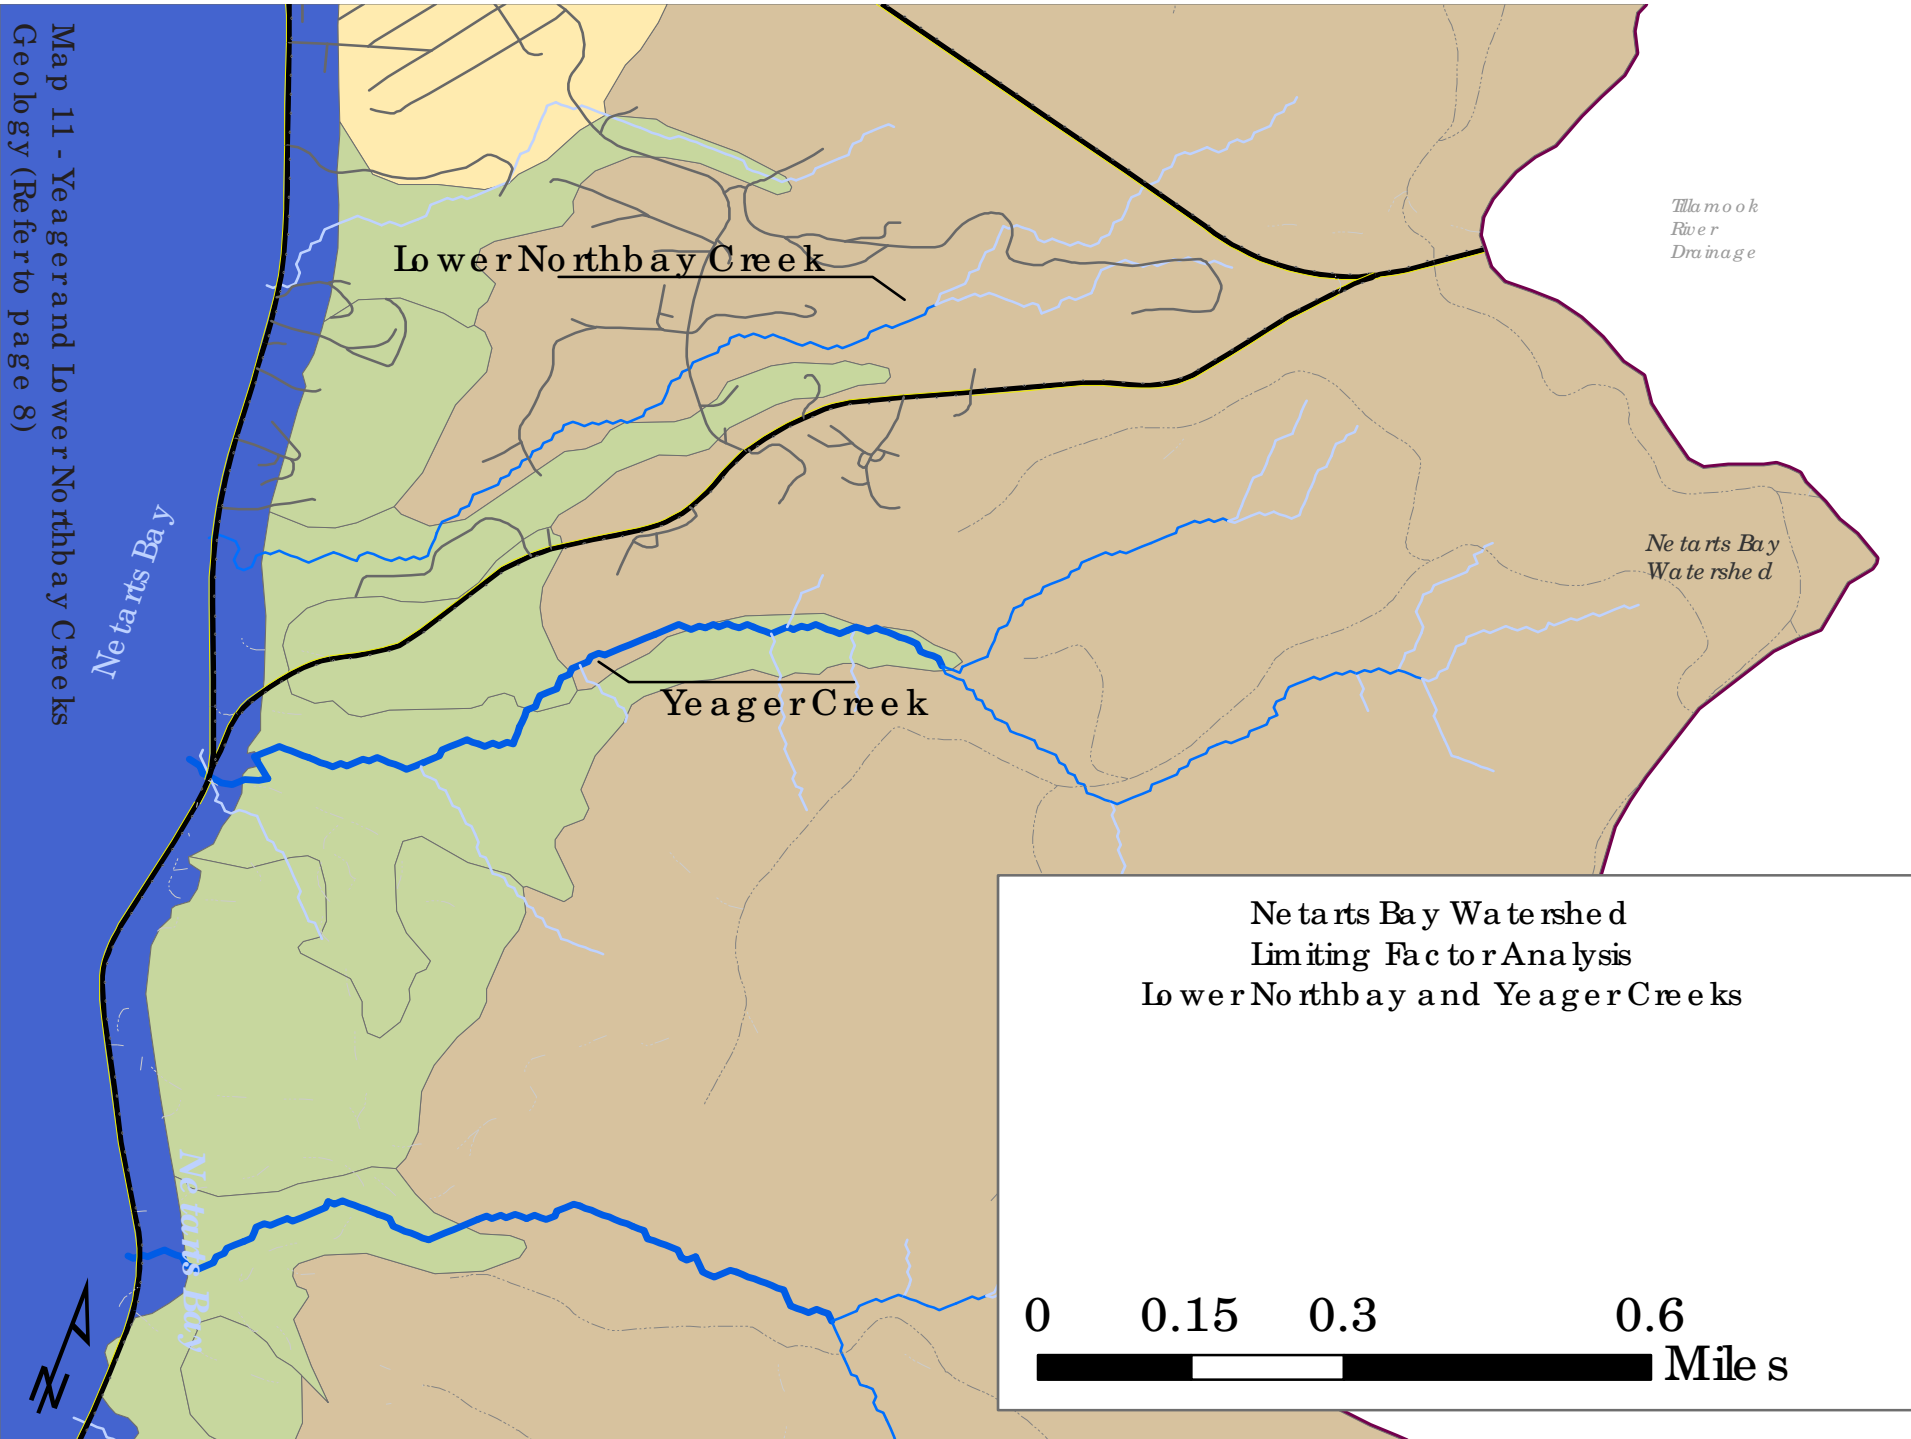 Map 11 - Yeager and Lower Northbay Creeks
Geology (Refer to page 8)
Tillamook
River
Drainage
Lower Northbay Creek
Netarts Bay
Netarts Bay
Watershed
Yeager Creek
Netarts Bay
Netarts Bay Watershed
Limiting Factor Analysis
Lower Northbay and Yeager Creeks
0 0.15 0.3 0.6
Miles
N